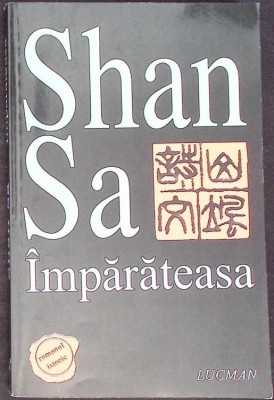 Shan
Sa
Împărăteasa
romanul
istoric
LUCMAN